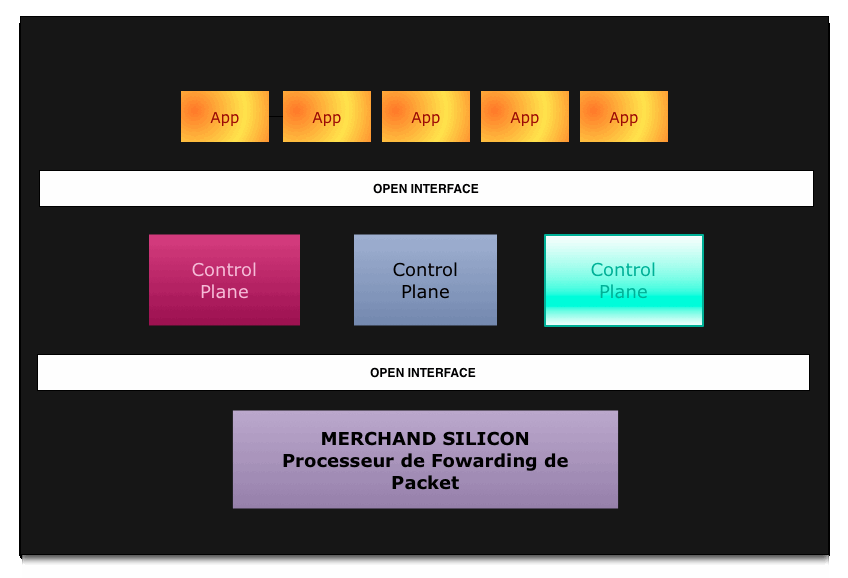 App App App App App
OPEN INTERFACE
Control Control Control
Plane Plane Plane
OPEN INTERFACE
MERCHAND SILICON
Processeur de Fowarding de
Packet